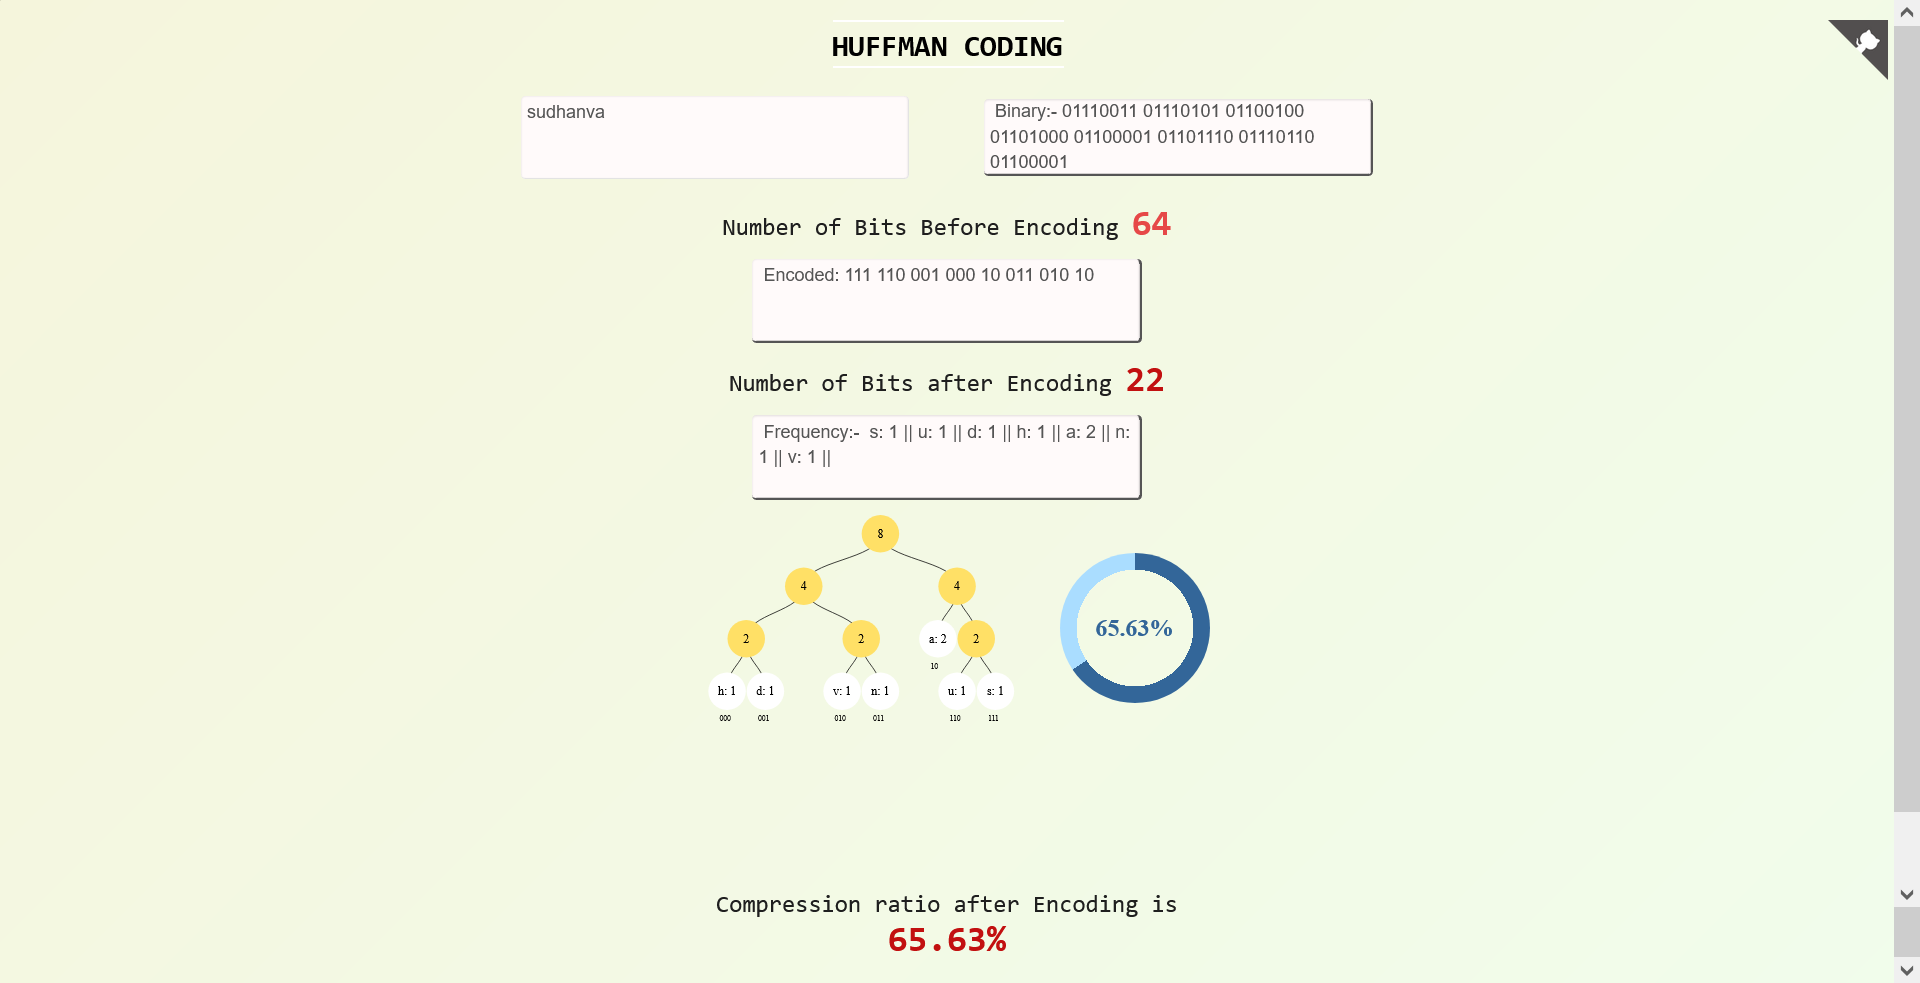 HUFFMAN CODING
sudhanva
Binary:- 01110011 01110101 01100100
01101000 01100001 01101110 01110110
01100001
Number of Bits Before Encoding 64
Encoded: 111 110 001 000 10 011 010 10
Number of Bits after Encoding 22
Frequency:-  s: 1 || u: 1 || d: 1 || h: 1 || a: 2 || n:
1 || v: 1 ||
8
4 4
2 2 a: 2 2
10
h: 1 d: 1 v: 1 n: 1 u: 1 s: 1
000 001 010 011 110 111
65.63%
Compression ratio after Encoding is
65.63%